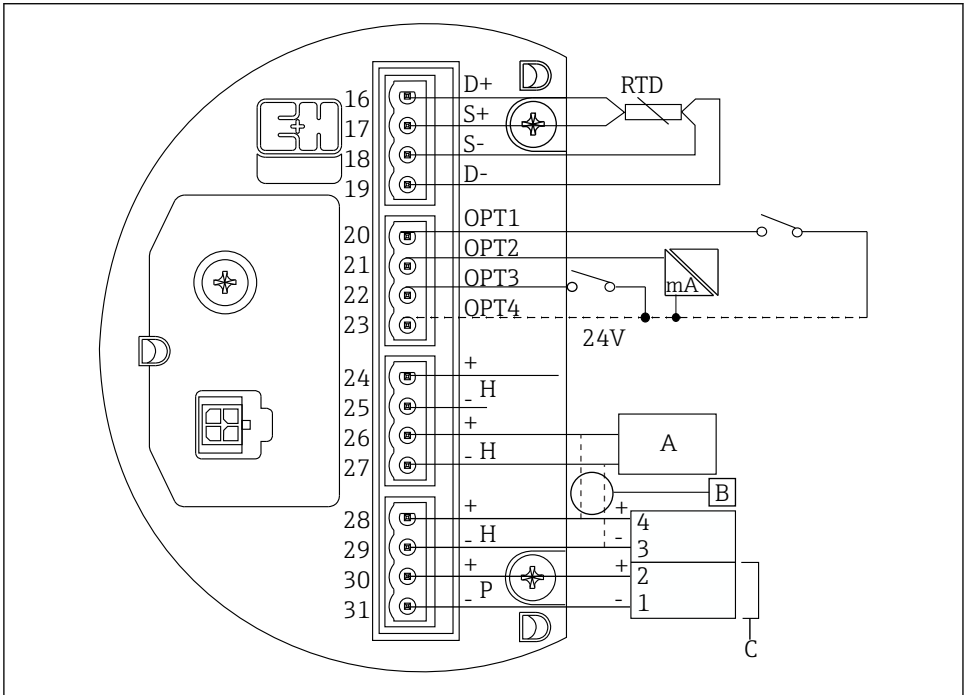 16 D+ RTD
17 S+
18 S-
19 D-
20 OPT1
21 OPT2
22 OPT3 mA
23 OPT4
24V
24 +
H
25 -
26 + A
27 - H
B
28 + + 4
29 - H - 3
30 + + 2
P
31 - - 1
C